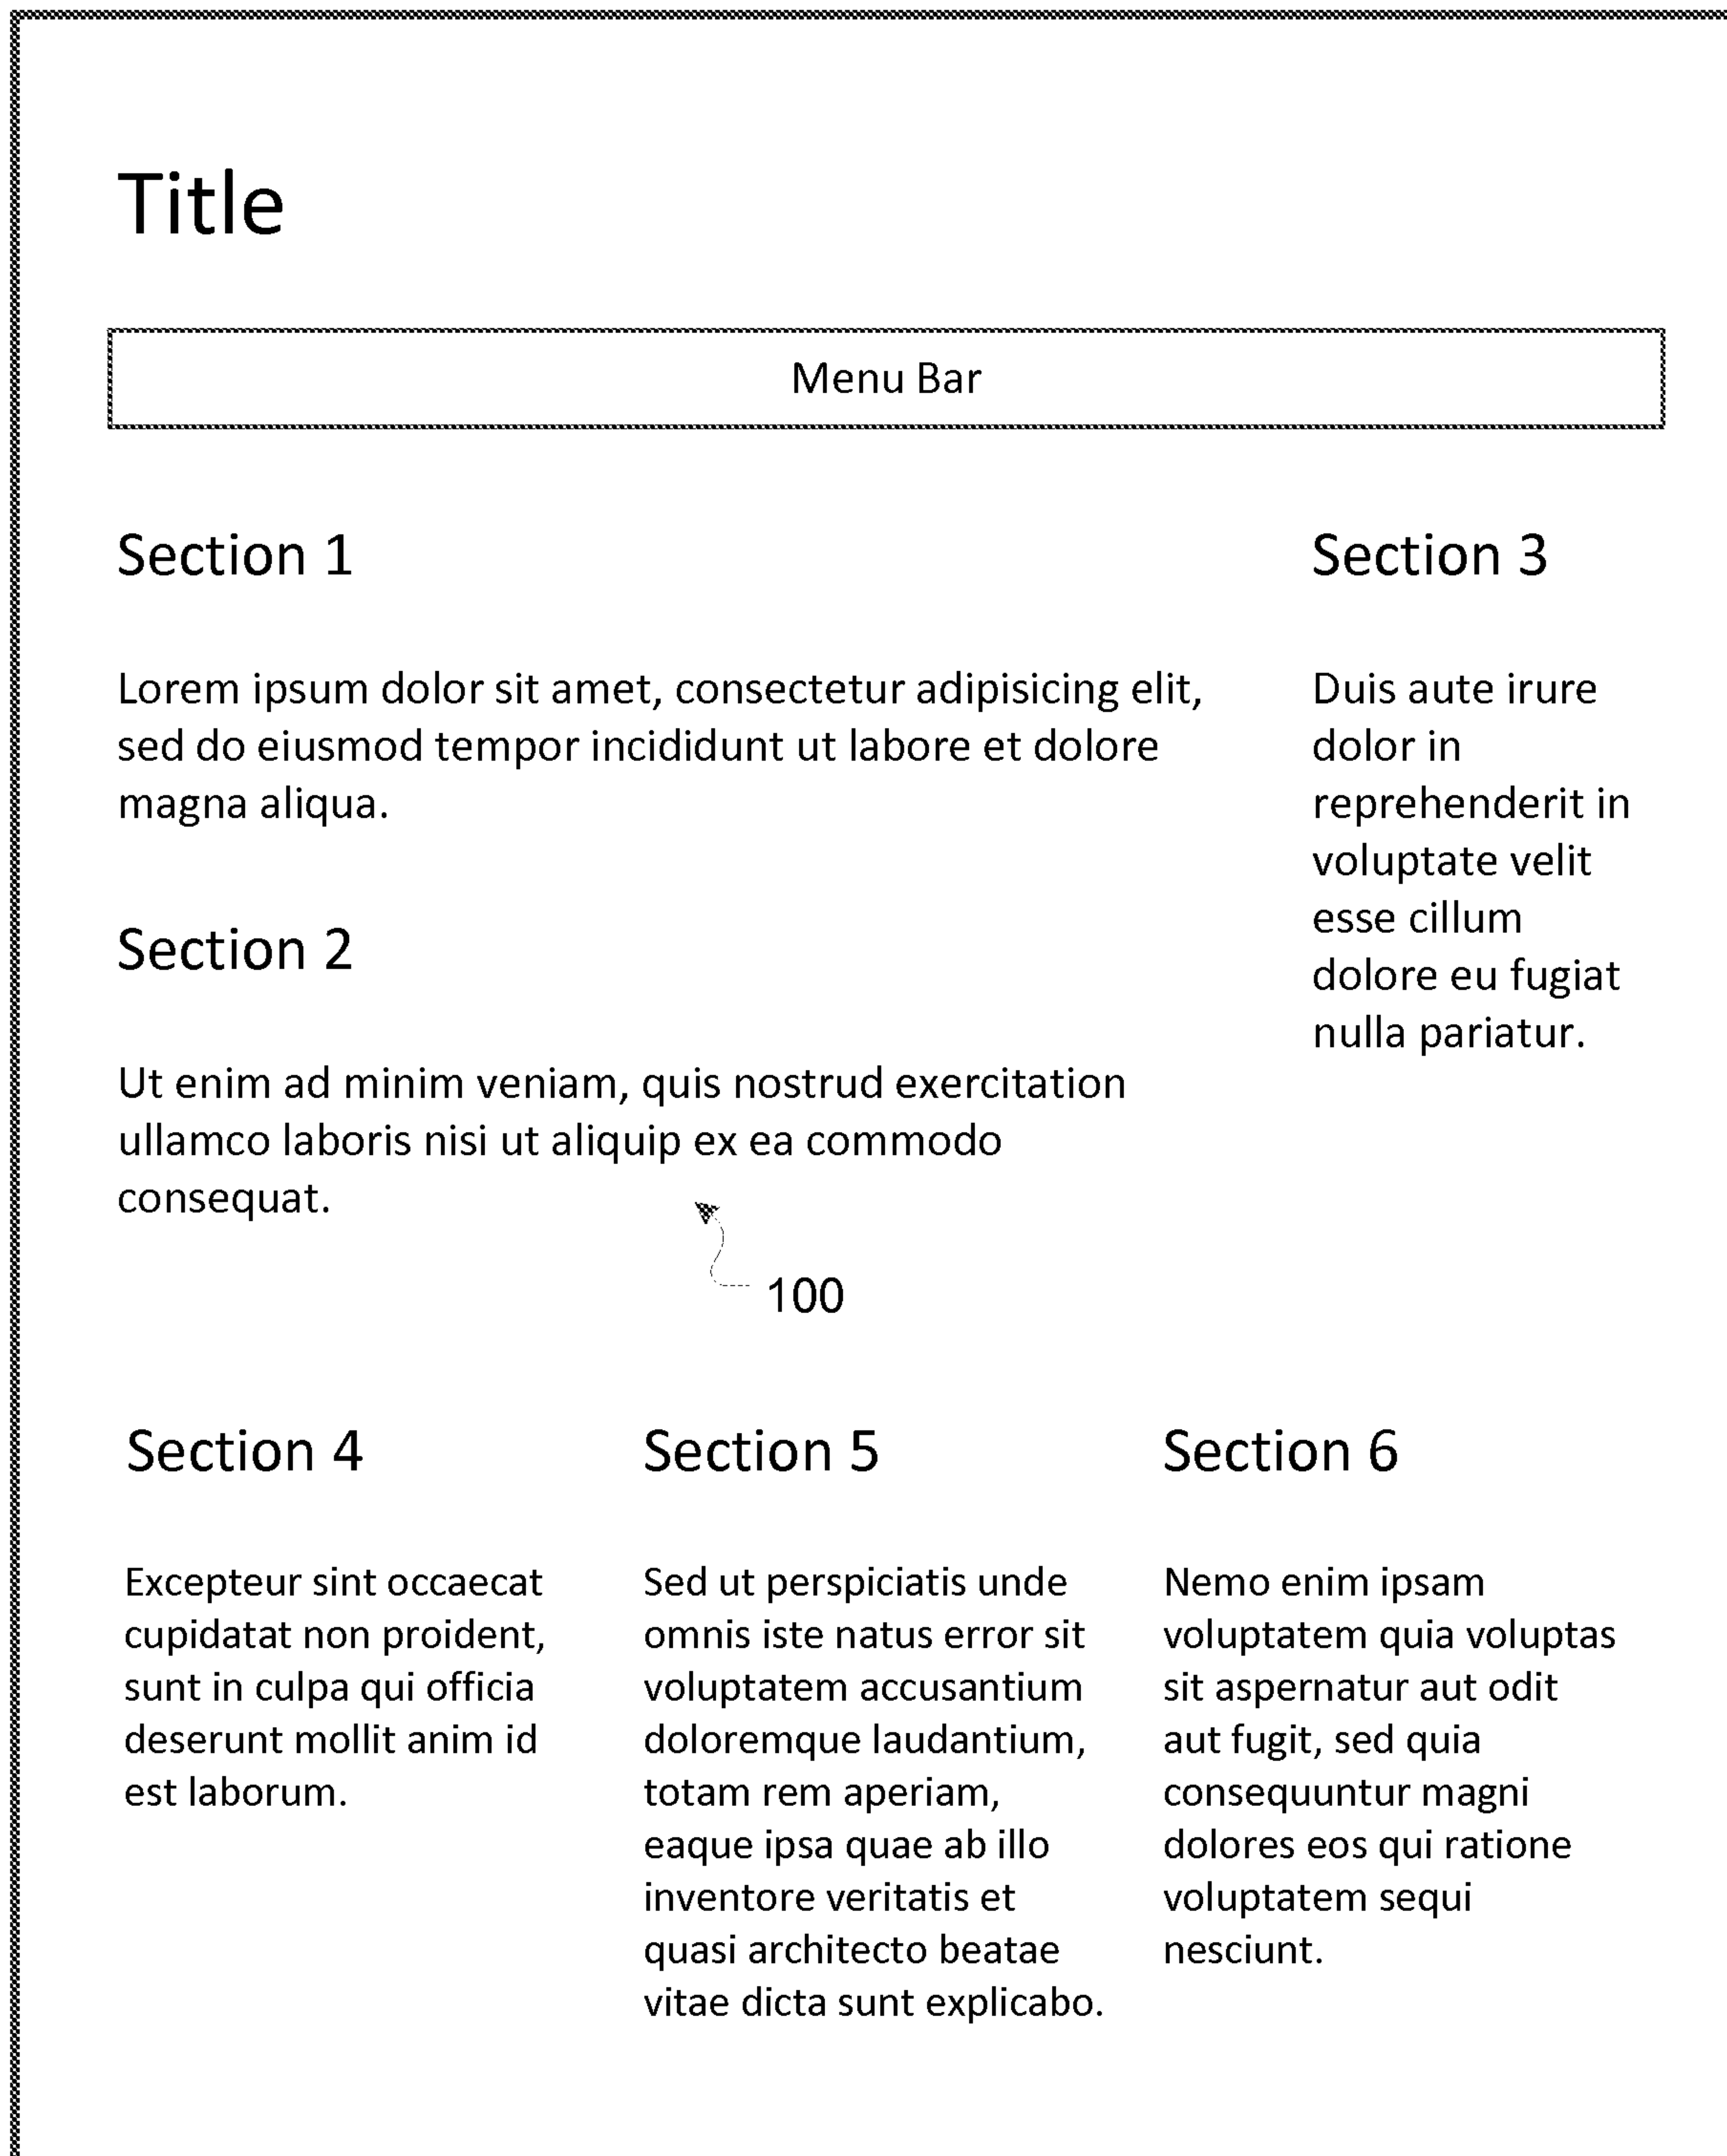 Title
Menu Bar
Section 1
Lorem ipsum dolor sit amet, consectetur adipisicing elit,
sed do eiusmod tempor incididunt ut labore et dolore
magna aliqua.
Section 2
Ut enim ad minim veniam, quis nostrud exercitation
ullamco laboris nisi ut aliquip ex ea commodo
consequat.
100
Section 3
Duis aute irure
dolor in
reprehenderit in
voluptate velit
esse cillum
dolore eu fugiat
nulla pariatur.
Section 4
Excepteur sint occaecat
cupidatat non proident,
sunt in culpa qui officia
deserunt mollit anim id
est laborum.
Section 5
Sed ut perspiciatis unde
omnis iste natus error sit
voluptatem accusantium
doloremque laudantium,
totam rem aperiam,
eaque ipsa quae ab illo
inventore veritatis et
quasi architecto beatae
vitae dicta sunt explicabo.
Section 6
Nemo enim ipsam
voluptatem quia voluptas
sit aspernatur aut odit
aut fugit, sed quia
consequuntur magni
dolores eos qui ratione
voluptatem sequi
nesciunt.